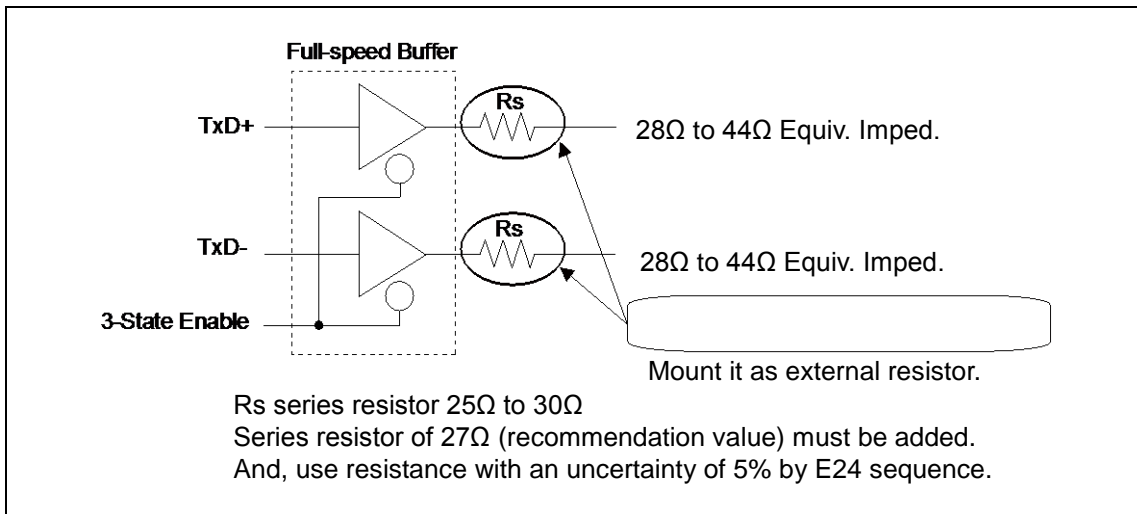 Full-speed Buffer
Rs
TxD+
28Ω to 44Ω Equiv. Imped.
Rs
TxD-
28Ω to 44Ω Equiv. Imped.
3-State Enable
Mount it as external resistor.
Rs series resistor 25Ω to 30Ω
Series resistor of 27Ω (recommendation value) must be added.
And, use resistance with an uncertainty of 5% by E24 sequence.